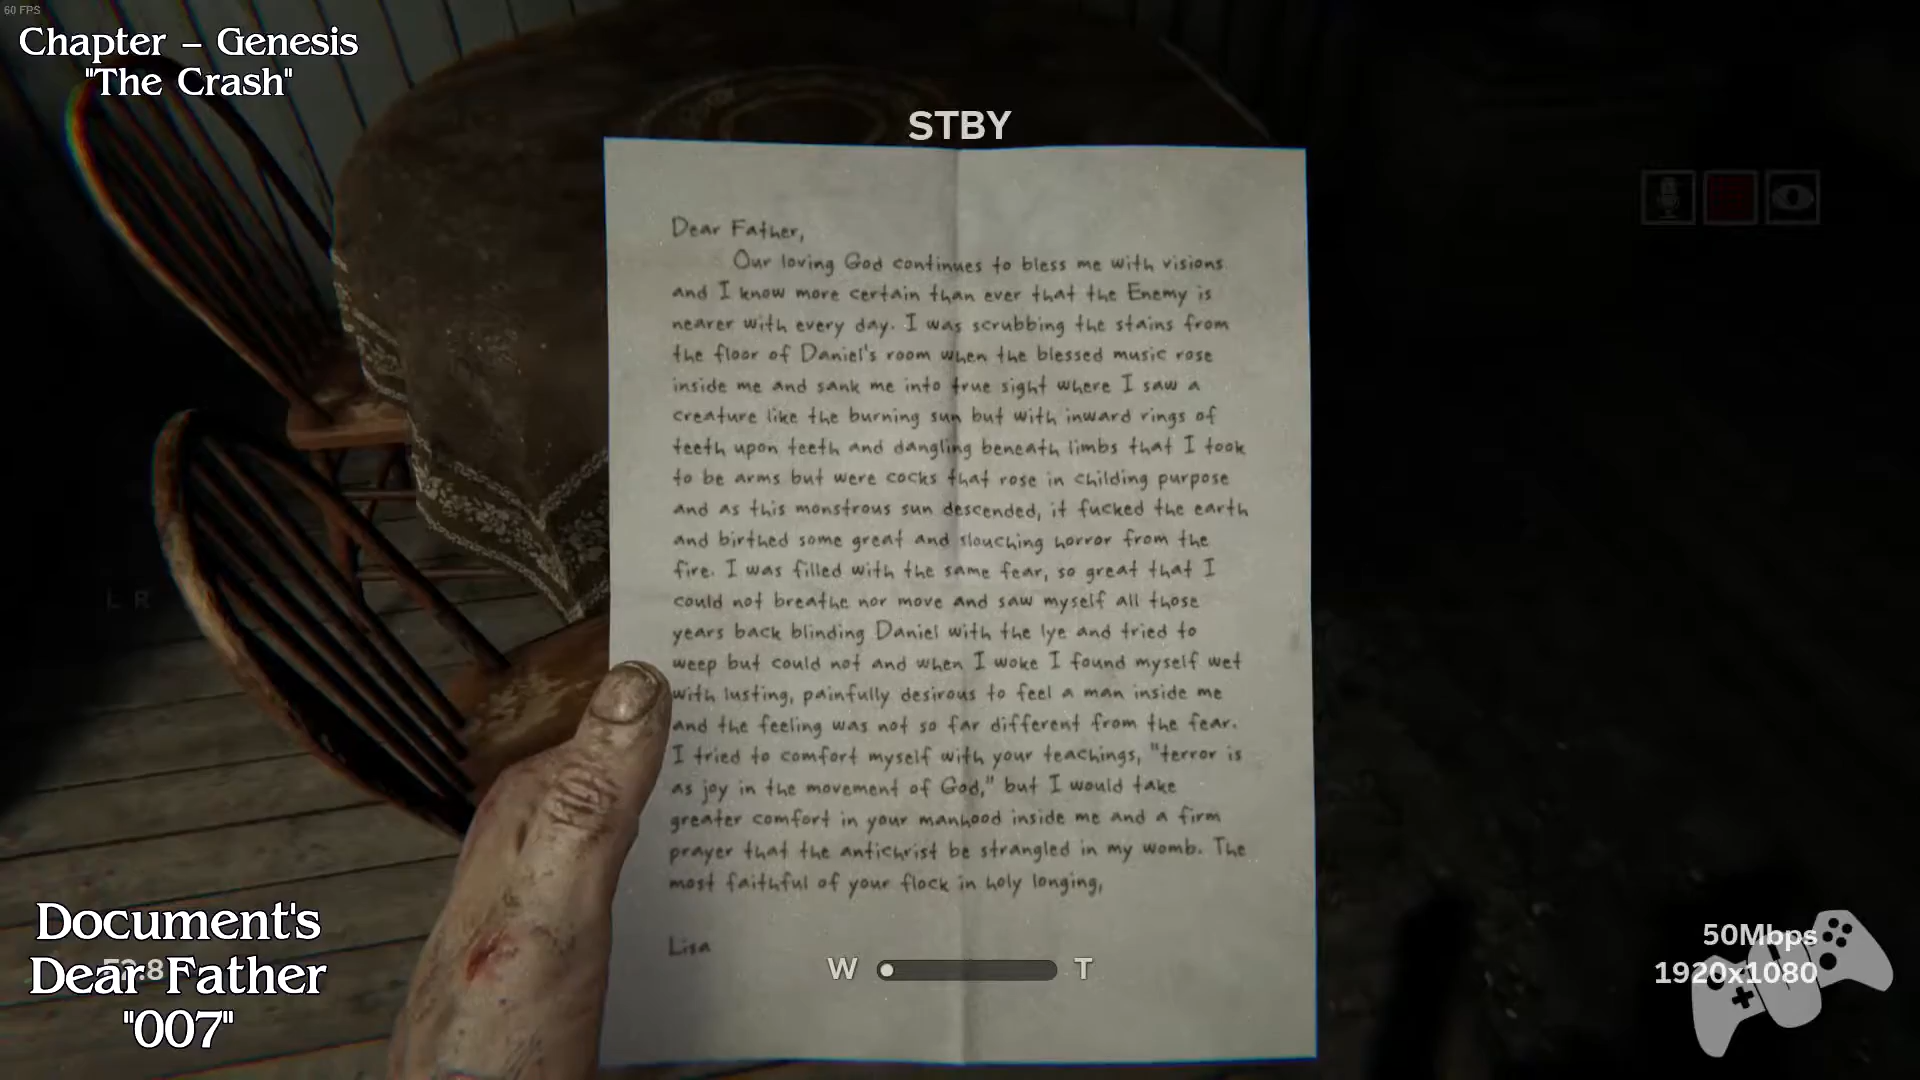 60 FPS
Chapter – Genesis
"The Crash"
STBY
Dear Father,
Our loving God continues to bless me with visions
and I know more certain than ever that the Enemy is
nearer with every day. I was scrubbing the stains from
the floor of Daniel's room when the blessed music rose
inside me and sank me into true sight where I saw a
creature like the burning sun but with inward rings of
teeth upon teeth and dangling beneath limbs that I took
to be arms but were cocks that rose in childing purpose
and as this monstrous sun descended, it fucked the earth
and birthed some great and slouching horror from the
fire. I was filled with the same fear, so great that I
could not breathe nor move and saw myself all those
years back blinding Daniel with the lye and tried to
weep but could not and when I woke I found myself wet
with lusting, painfully desirous to feel a man inside me
and the feeling was not so far different from the fear.
I tried to comfort myself with your teachings, "terror is
as joy in the movement of God," but I would take
greater comfort in your manhood inside me and a firm
prayer that the antichrist be strangled in my womb. The
most faithful of your flock in holy longing,
Lisa
L R
W T
Document's
Dear Father
"007"
50Mbps
1920x1080